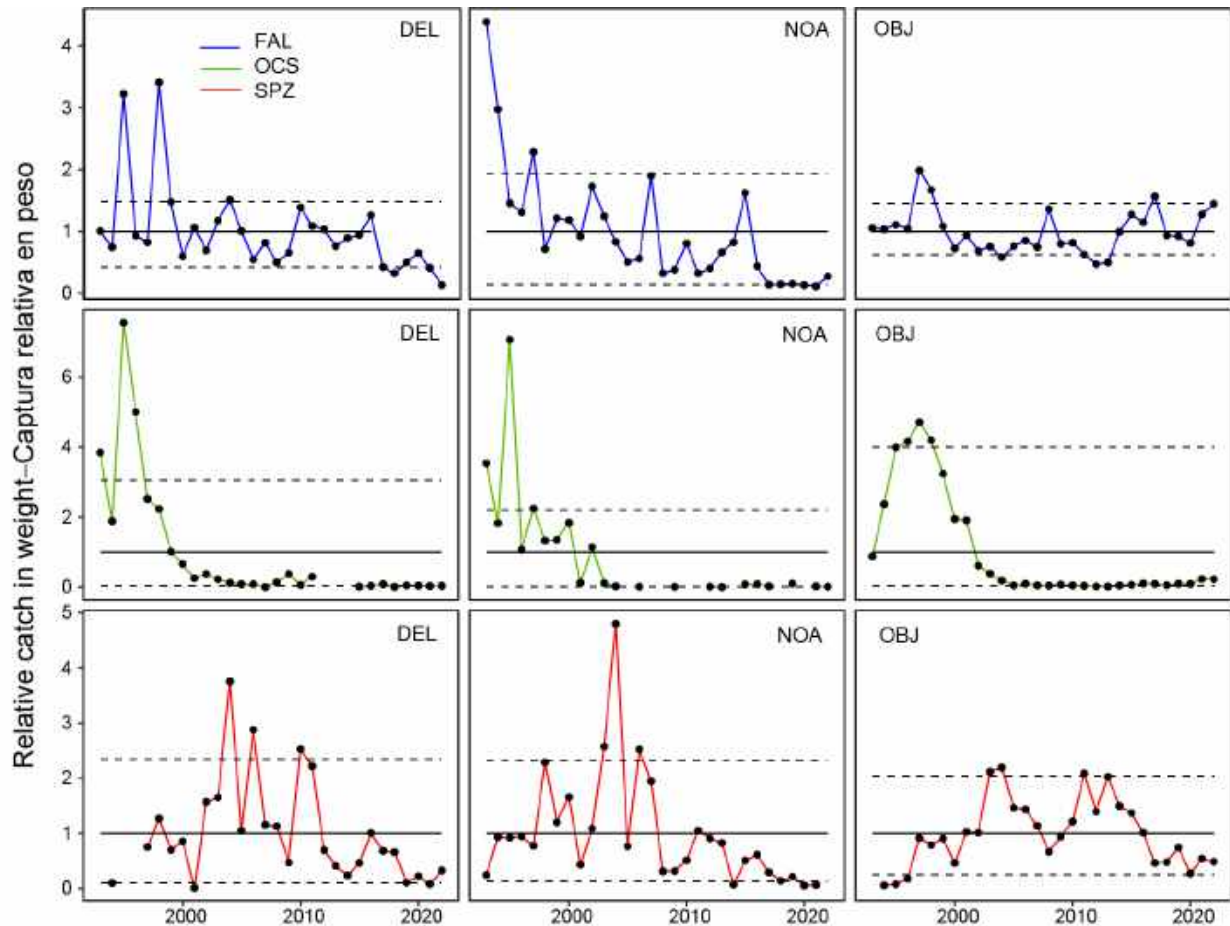 Relative catch in weight–Captura relativa en peso
DEL
NOA
OBJ
FAL
OCS
SPZ
4
3
2
1
0
DEL
NOA
OBJ
6
4
2
0
DEL
NOA
OBJ
5
4
3
2
1
0
2000 2010 2020 2000 2010 2020 2000 2010 2020